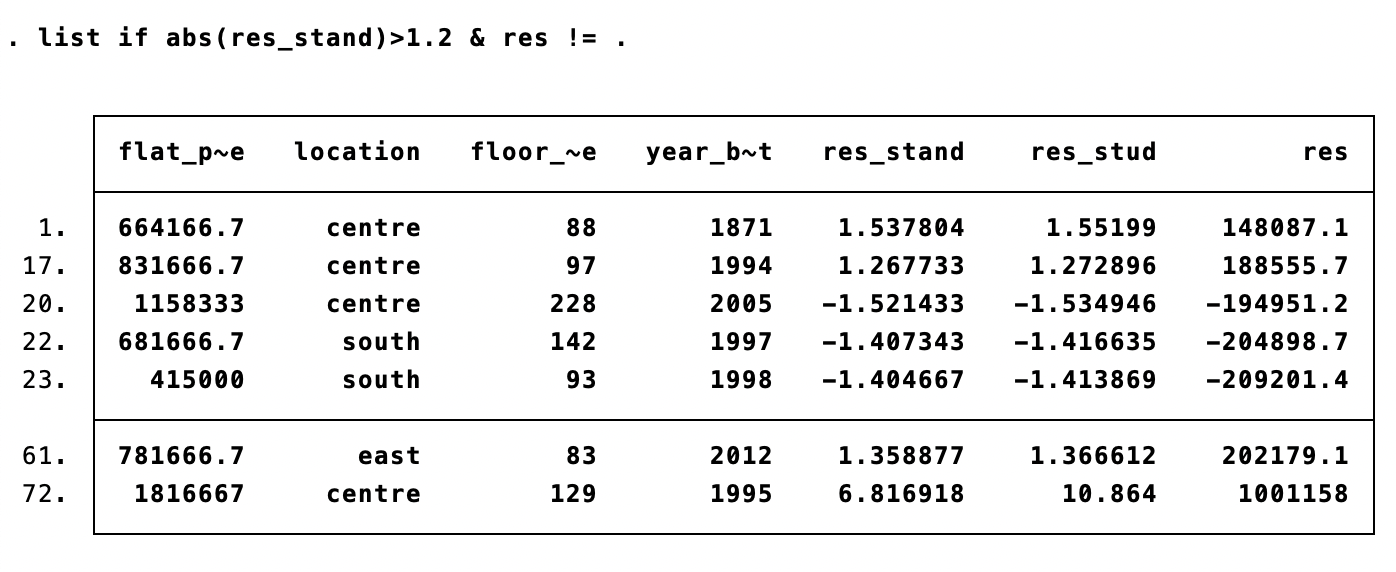 . list if abs(res_stand)>1.2 & res != .
flat_p~e location floor_~e year_b~t res_stand res_stud res
1. 664166.7 centre 88 1871 1.537804 1.55199 148087.1
17. 831666.7 centre 97 1994 1.267733 1.272896 188555.7
20. 1158333 centre 228 2005 -1.521433 -1.534946 -194951.2
22. 681666.7 south 142 1997 -1.407343 -1.416635 -204898.7
23. 415000 south 93 1998 -1.404667 -1.413869 -209201.4
61. 781666.7 east 83 2012 1.358877 1.366612 202179.1
72. 1816667 centre 129 1995 6.816918 10.864 1001158